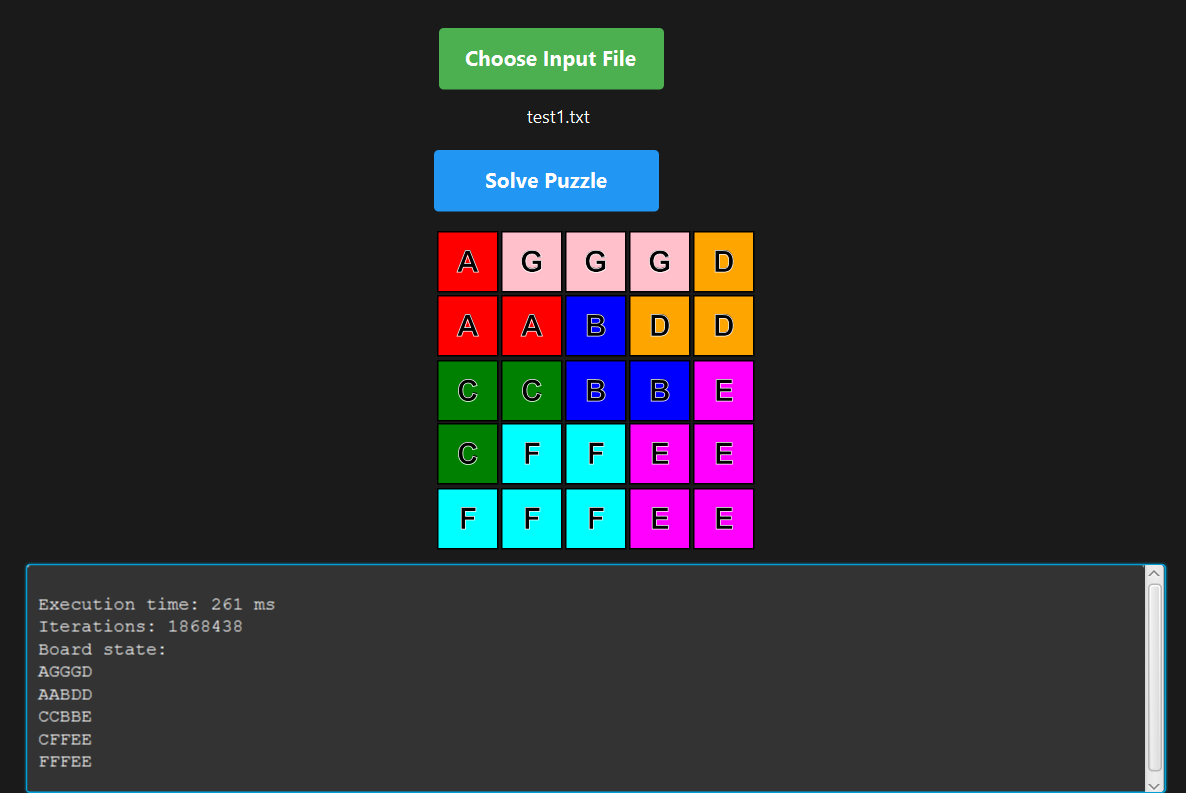 Choose Input File
test1.txt
Solve Puzzle
A G G G D
A A B D D
C C B B E
C F F E E
F F F E E
Execution time: 261 ms
Iterations: 1868438
Board state:
AGGGD
AABDD
CCBBE
CFFEE
FFFEE